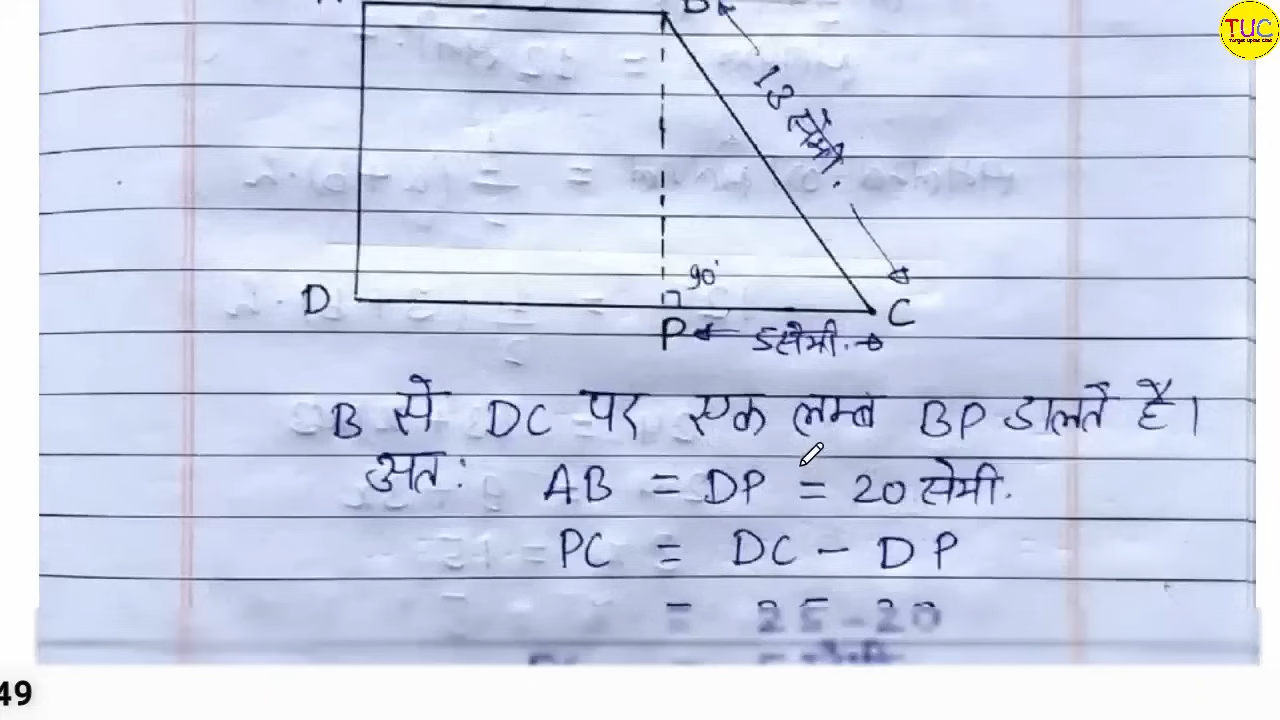 TUC
13 सेमी.
90°
D
C
P
5सेमी.
B से DC पर एक लम्ब BP डालते है।
अत: AB = DP = 20 सेमी.
PC = DC - DP
= 25-20
49